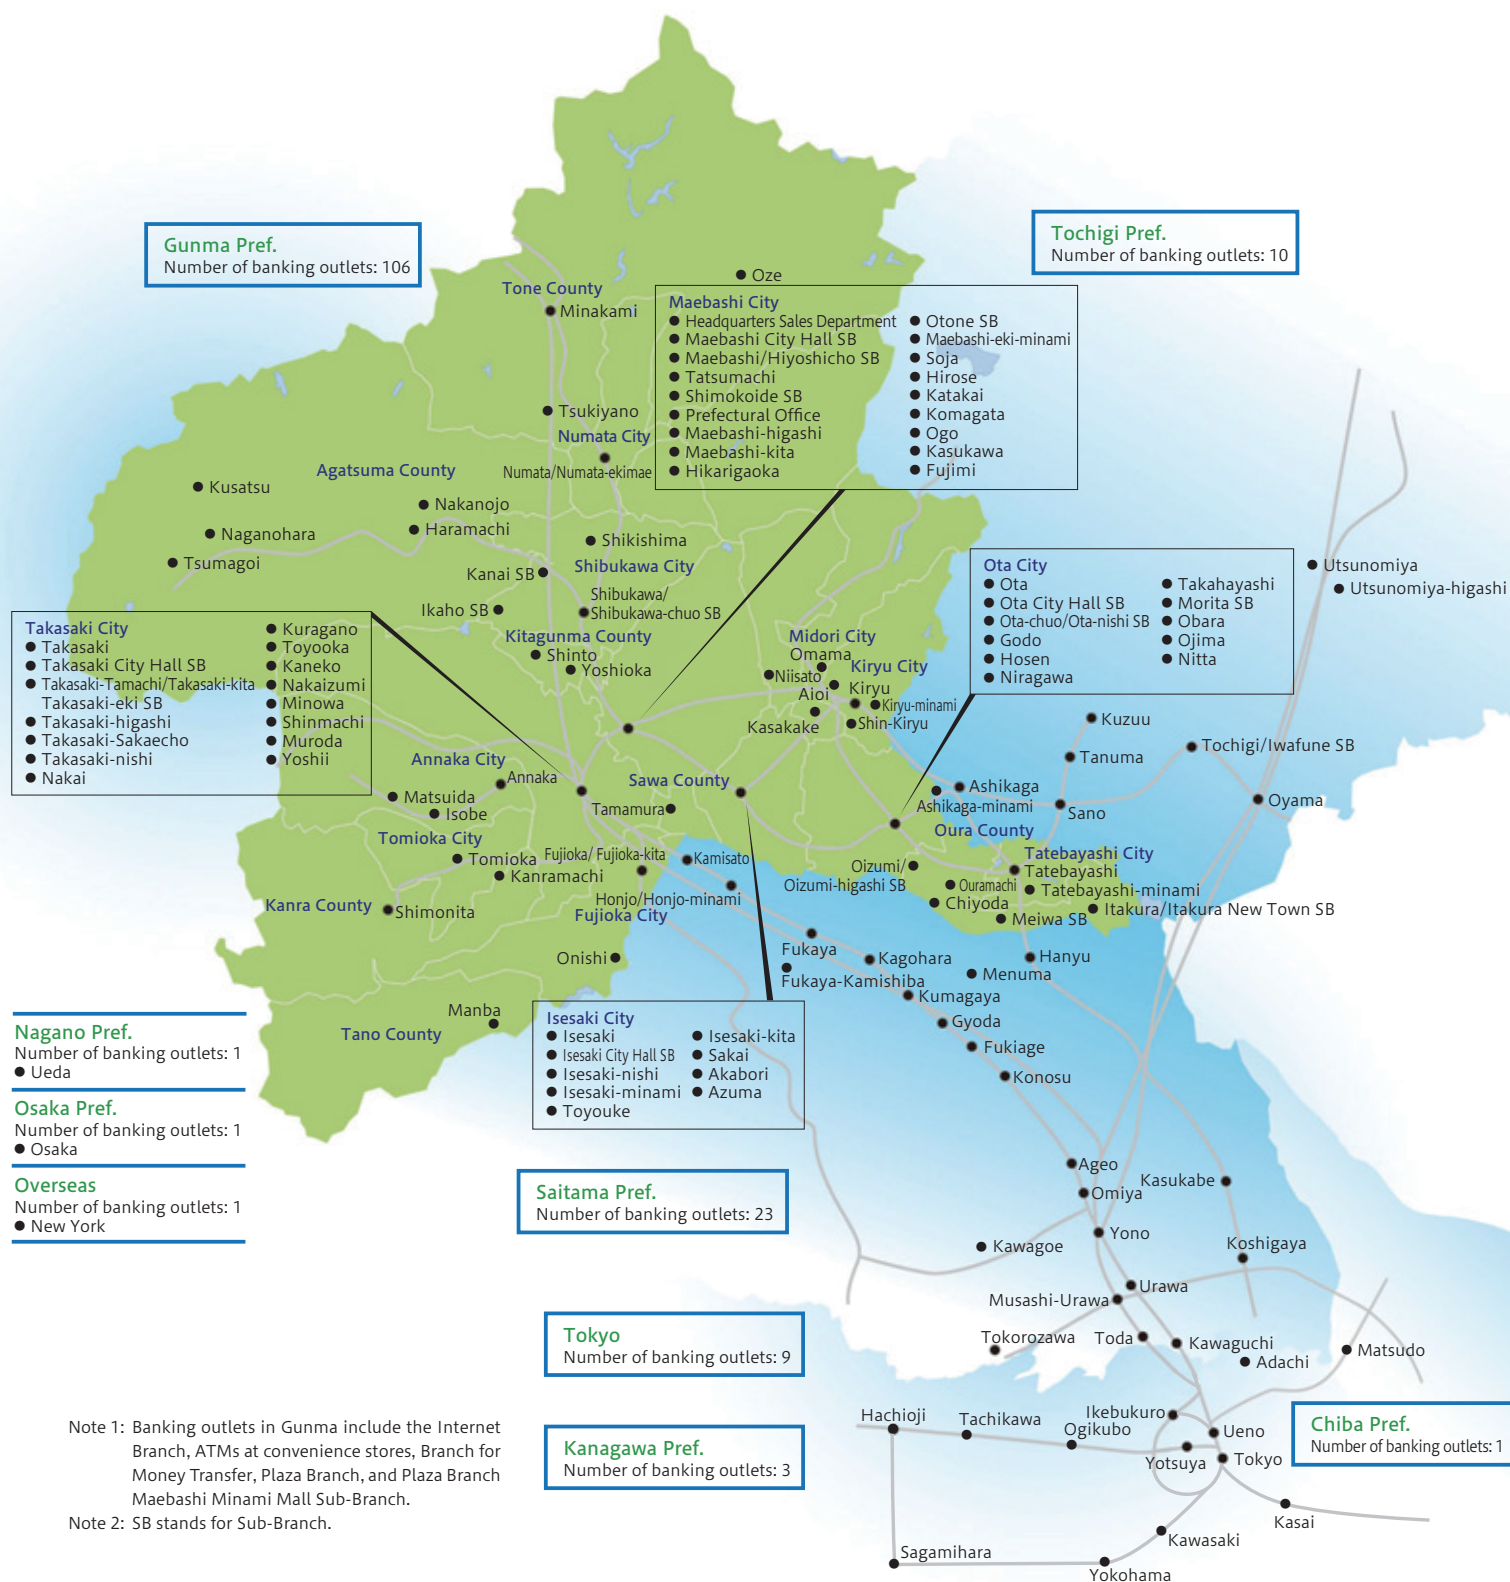 Gunma Pref.
Number of banking outlets: 106
Tochigi Pref.
Number of banking outlets: 10
Oze
Tone County
Minakami
Maebashi City
Headquarters Sales Department
Maebashi City Hall SB
Maebashi/Hiyoshicho SB
Tatsumachi
Shimokoide SB
Prefectural Office
Maebashi-higashi
Maebashi-kita
Hikarigaoka
Otone SB
Maebashi-eki-minami
Soja
Hirose
Katakai
Komagata
Ogo
Kasukawa
Fujimi
Tsukiyano
Numata City
Numata/Numata-ekimae
Agatsuma County
Kusatsu
Nakanojo
Haramachi
Naganohara
Tsumagoi
Shikishima
Shibukawa City
Kanai SB
Ikaho SB
Shibukawa/
Shibukawa-chuo SB
Kitagunma County
Shinto
Yoshioka
Ota City
Ota
Ota City Hall SB
Ota-chuo/Ota-nishi SB
Godo
Hosen
Niragawa
Takahayashi
Morita SB
Obara
Ojima
Nitta
Utsunomiya
Utsunomiya-higashi
Takasaki City
Takasaki
Takasaki City Hall SB
Takasaki-Tamachi/Takasaki-kita
Takasaki-eki SB
Takasaki-higashi
Takasaki-Sakaecho
Takasaki-nishi
Nakai
Kuragano
Toyooka
Kaneko
Nakaizumi
Minowa
Shinmachi
Muroda
Yoshii
Midori City
Omama
Kiryu City
Niisato
Aioi
Kiryu
Kiryu-minami
Kasakake
Shin-Kiryu
Kuzuu
Tanuma
Tochigi/Iwafune SB
Oyama
Annaka City
Annaka
Matsuida
Isobe
Sawa County
Tamamura
Ashikaga
Ashikaga-minami
Sano
Oura County
Tomioka City
Tomioka
Kanramachi
Fujioka/ Fujioka-kita
Kamisato
Honjo/Honjo-minami
Fujioka City
Kanra County
Shimonita
Oizumi/
Oizumi-higashi SB
Tatebayashi City
Tatebayashi
Ouramachi
Tatebayashi-minami
Chiyoda
Itakura/Itakura New Town SB
Meiwa SB
Onishi
Fukaya
Fukaya-Kamishiba
Kagohara
Hanyu
Menuma
Kumagaya
Gyoda
Fukiage
Konosu
Manba
Tano County
Isesaki City
Isesaki
Isesaki City Hall SB
Isesaki-nishi
Isesaki-minami
Toyouke
Isesaki-kita
Sakai
Akabori
Azuma
Nagano Pref.
Number of banking outlets: 1
Ueda
Osaka Pref.
Number of banking outlets: 1
Osaka
Overseas
Number of banking outlets: 1
New York
Saitama Pref.
Number of banking outlets: 23
Ageo
Omiya
Kasukabe
Yono
Kawagoe
Koshigaya
Urawa
Musashi-Urawa
Tokorozawa
Toda
Kawaguchi
Adachi
Matsudo
Tokyo
Number of banking outlets: 9
Kanagawa Pref.
Number of banking outlets: 3
Chiba Pref.
Number of banking outlets: 1
Hachioji
Tachikawa
Ogikubo
Ikebukuro
Ueno
Yotsuya
Tokyo
Kasai
Kawasaki
Sagamihara
Yokohama
Note 1: Banking outlets in Gunma include the Internet
Branch, ATMs at convenience stores, Branch for
Money Transfer, Plaza Branch, and Plaza Branch
Maebashi Minami Mall Sub-Branch.
Note 2: SB stands for Sub-Branch.